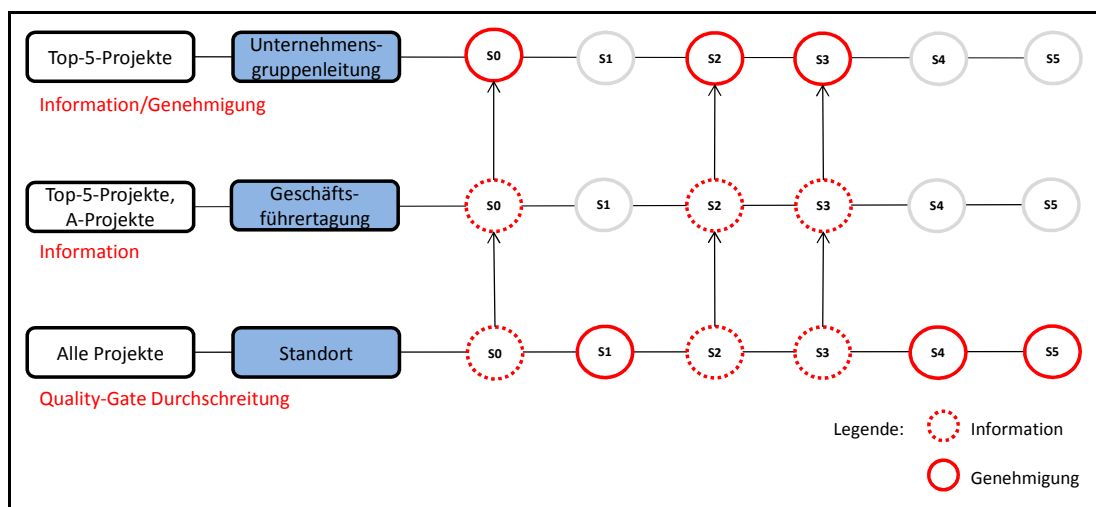 Top-5-Projekte
Unternehmens-
gruppenleitung
S0
S1
S2
S3
S4
S5
Information/Genehmigung
Top-5-Projekte,
A-Projekte
Geschäfts-
führertagung
S0
S1
S2
S3
S4
S5
Information
Alle Projekte
Standort
S0
S1
S2
S3
S4
S5
Quality-Gate Durchschreitung
Legende:
Information
Genehmigung